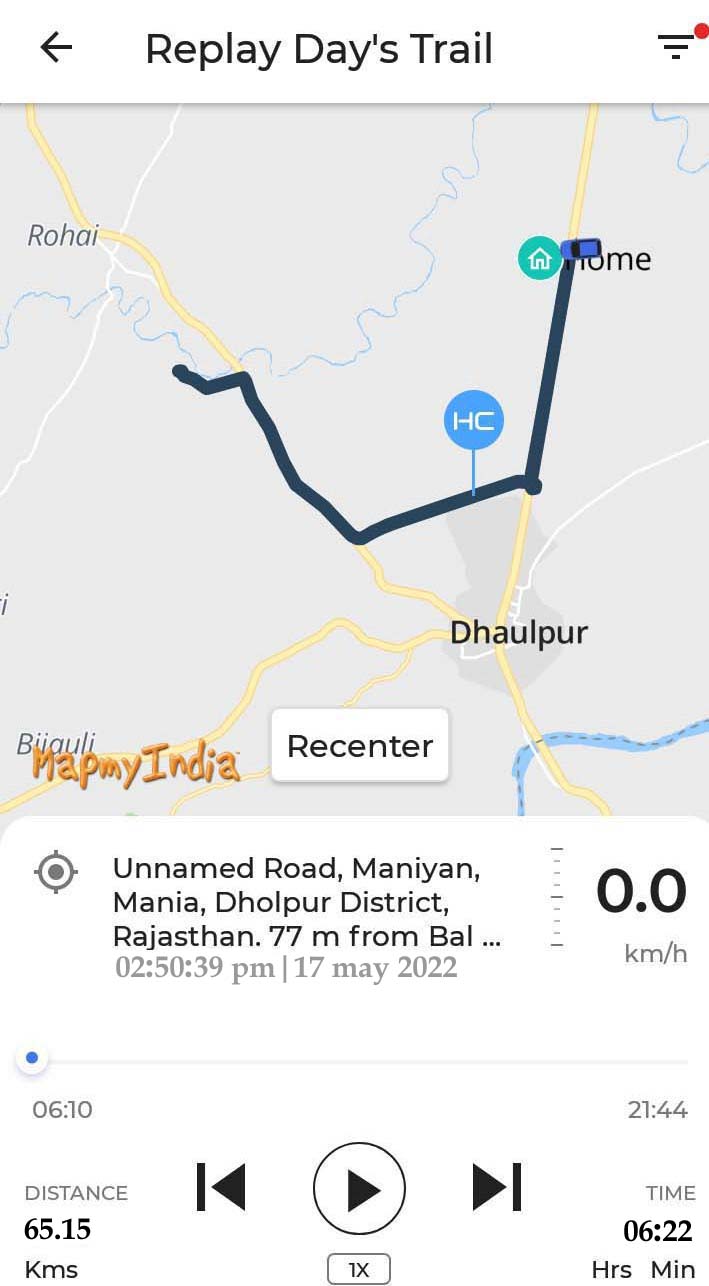 Replay Day's Trail
Rohai
Home
HC
Dhaulpur
Bijauli
MapmyIndia
Recenter
Unnamed Road, Maniyan,
Mania, Dholpur District,
Rajasthan. 77 m from Bal ...
02:50:39 pm|17 may 2022
0.0
km/h
06:10
21:44
DISTANCE
65.15
Kms
1X
TIME
06:22
Hrs Min